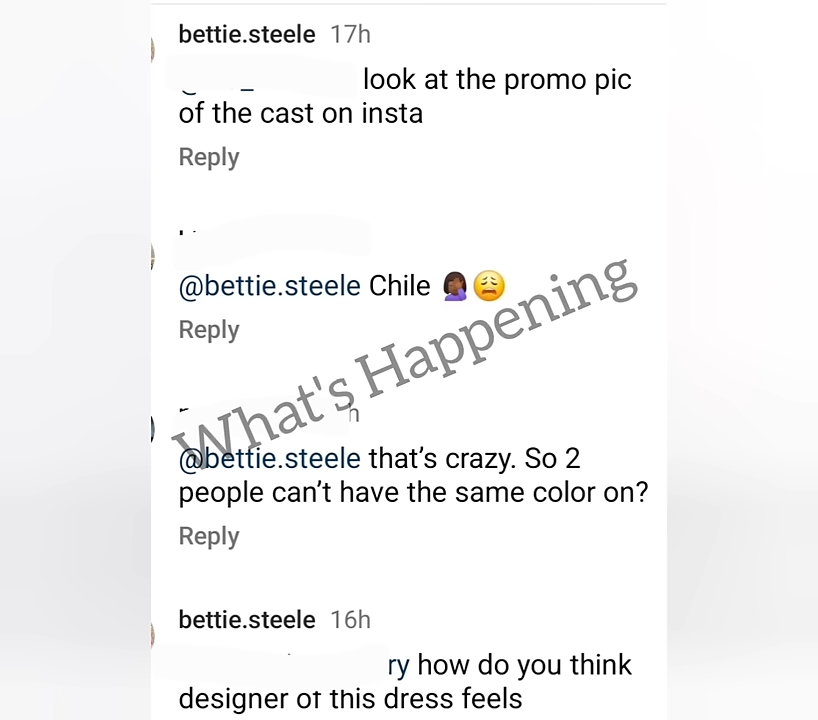 bettie.steele 17h
look at the promo pic
of the cast on insta
Reply
@bettie.steele Chile 🤦🏾‍♀️😩
Reply
What's Happening
h
@bettie.steele that’s crazy. So 2
people can’t have the same color on?
Reply
bettie.steele 16h
ry how do you think
designer of this dress feels